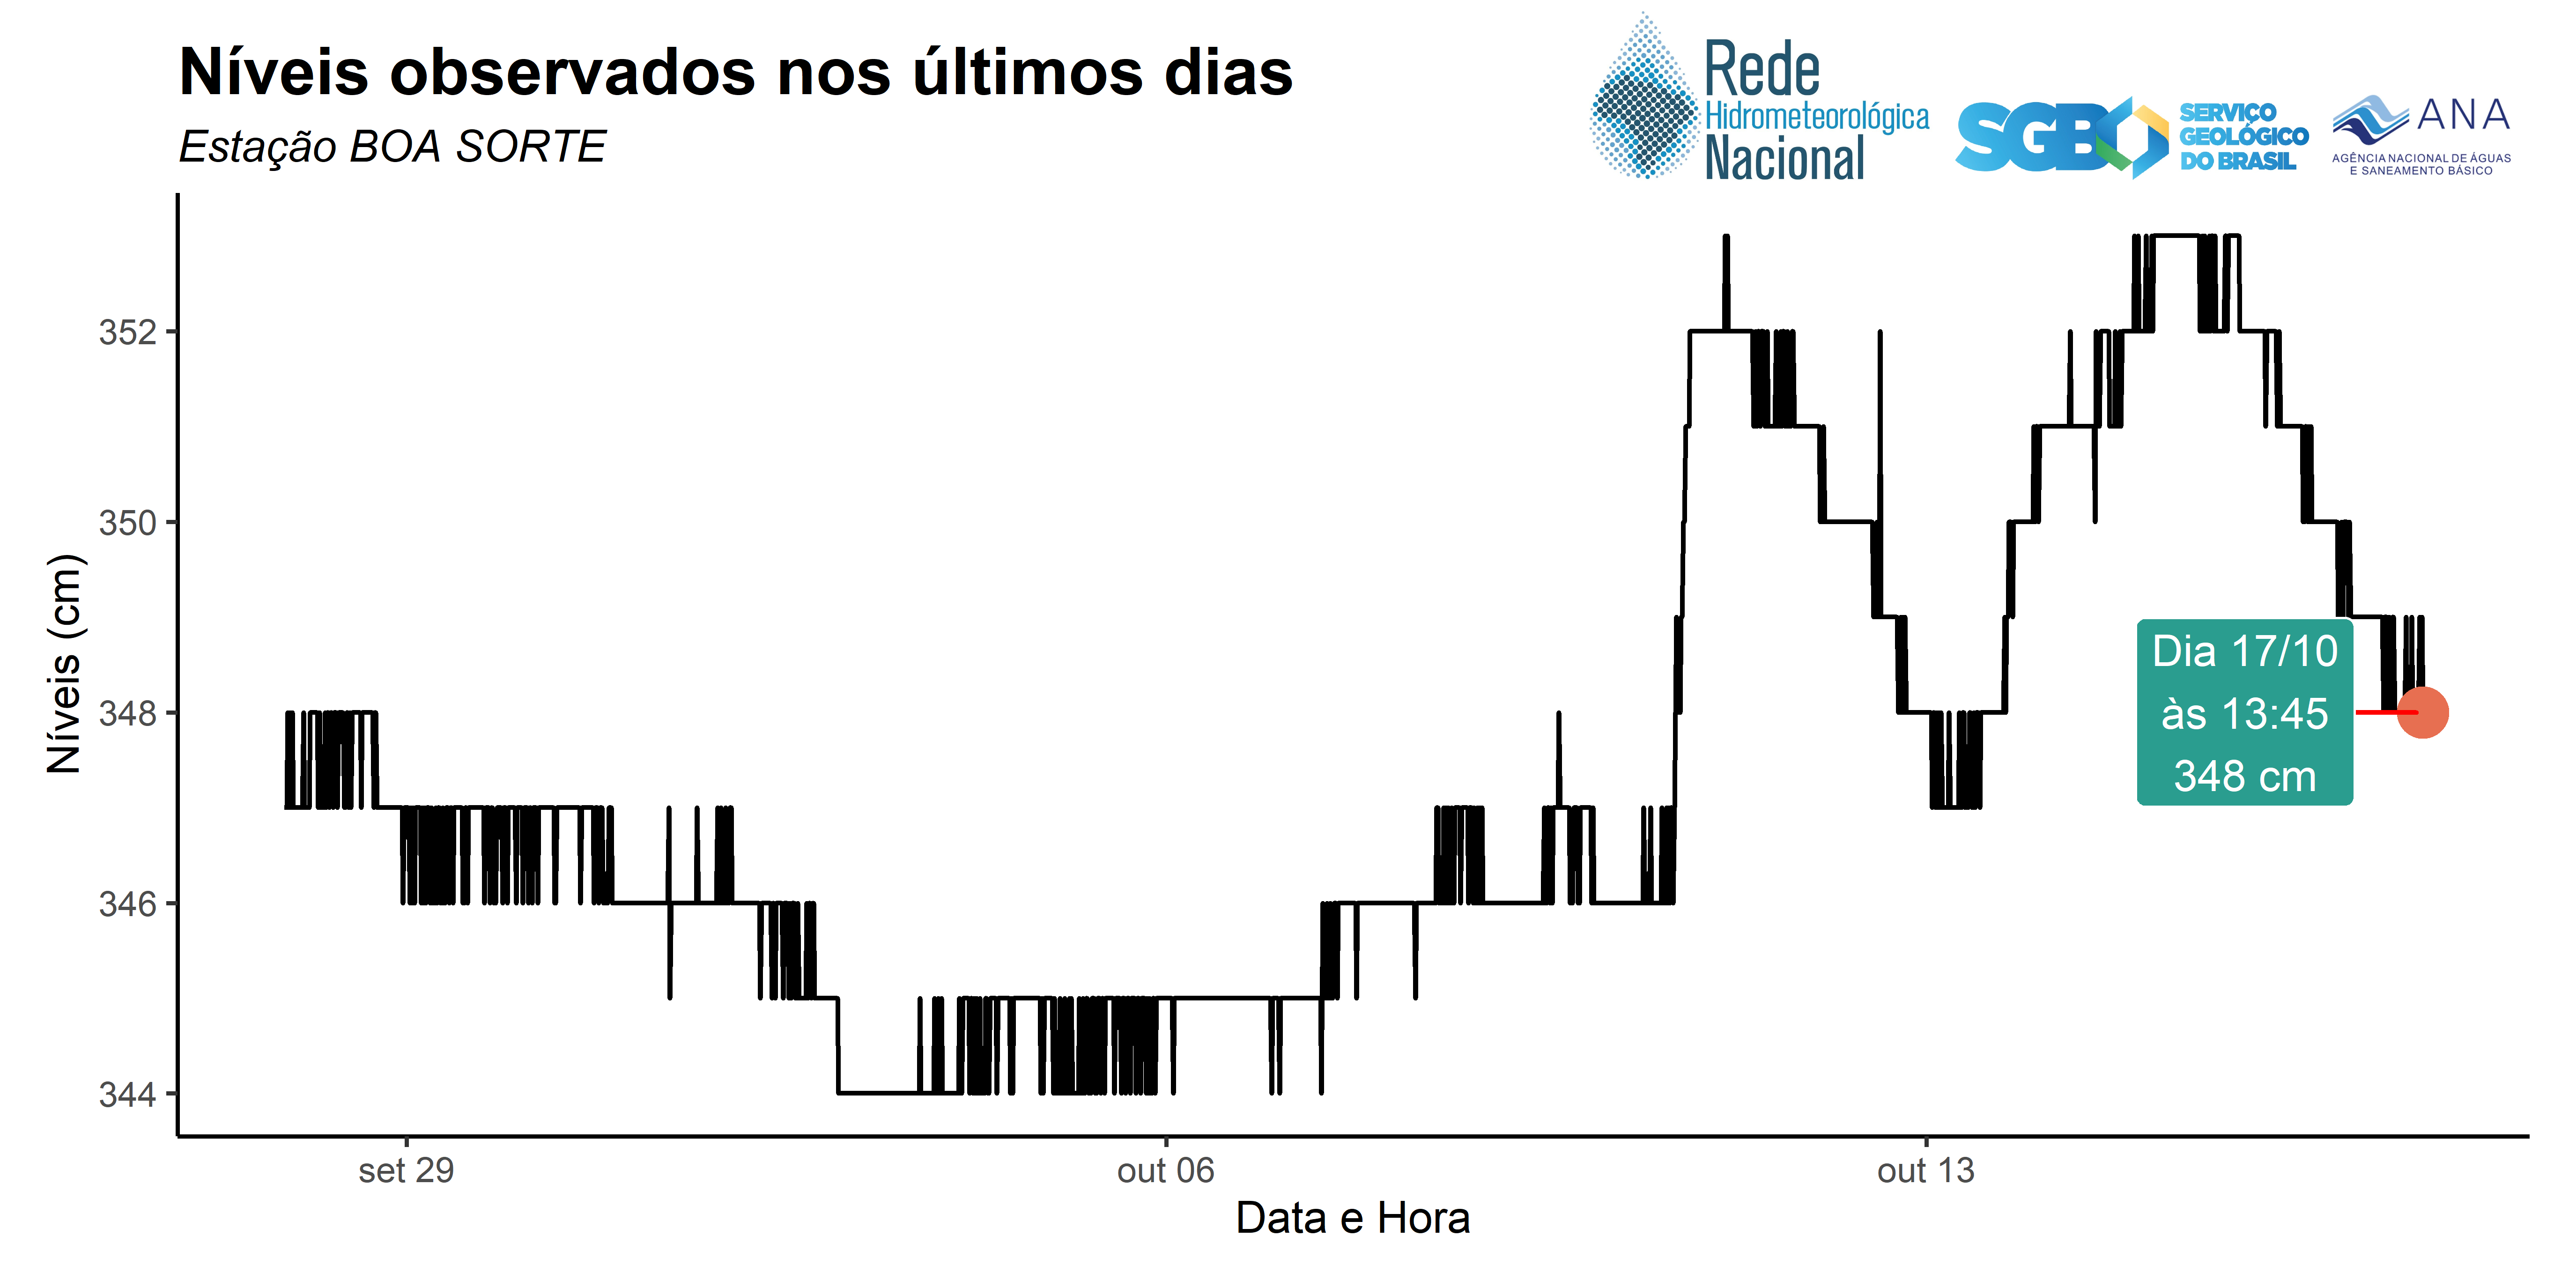 Níveis observados nos últimos dias
Estação BOA SORTE
Rede
Hidrometeorológica
Nacional
SGB
SERVIÇO
GEOLÓGICO
DO BRASIL
ANA
AGÊNCIA NACIONAL DE ÁGUAS
E SANEAMENTO BÁSICO
Níveis (cm)
352
350
348
346
344
Dia 17/10
às 13:45
348 cm
set 29
out 06
out 13
Data e Hora